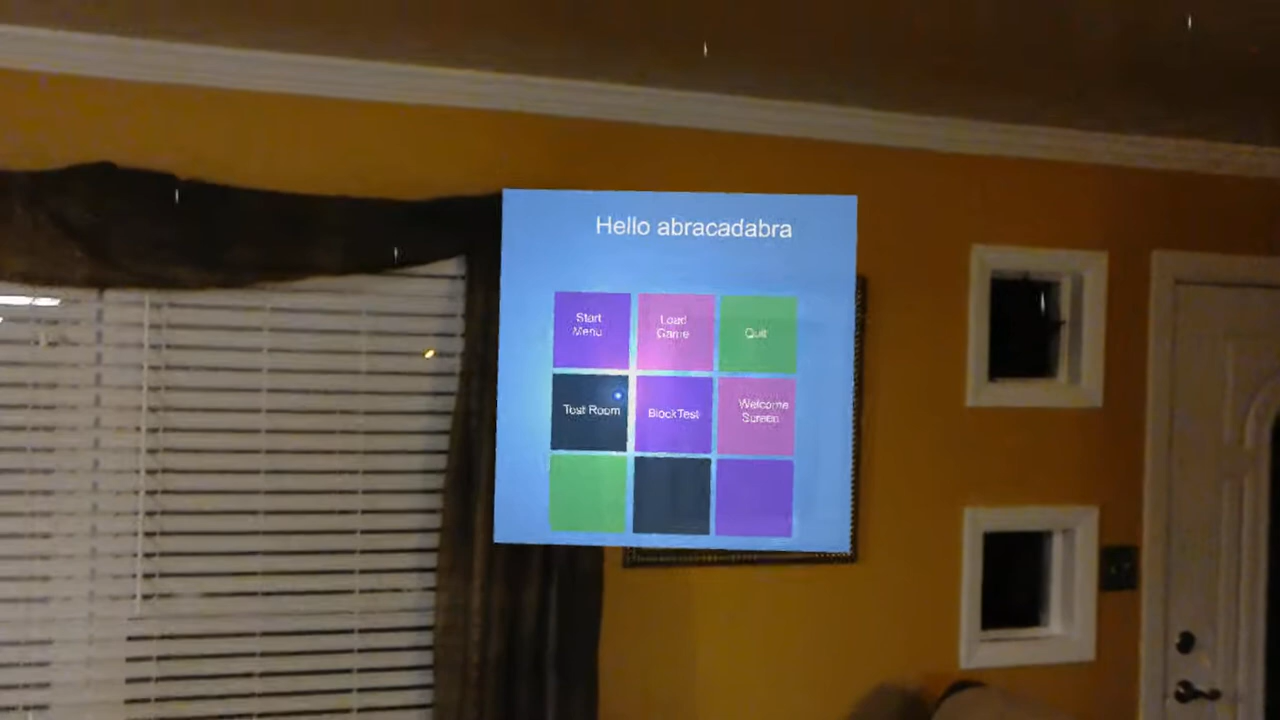 Hello abracadabra
Start
Menu
Load
Game
Quit
Test Room
BlockTest
Welcome
Screen